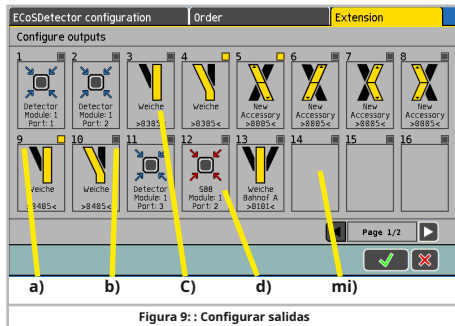 ECoSDetector configuration
Order
Extension
Configure outputs
1 2 3 4 5 6 7 8
Detector Module: 1 Port: 1
Detector Module: 1 Port: 2
Weiche >0305<
Weiche >0305<
New Accessory >0005<
New Accessory >0005<
New Accessory >0005<
New Accessory >0005<
9 10 11 12 13 14 15 16
Weiche >0405<
Weiche >0405<
Detector Module: 1 Port: 3
SBB Module: 1 Port: 2
Weiche Bahnof A >0101<
Page 1/2
a) b) C) d) mi)
Figura 9: : Configurar salidas